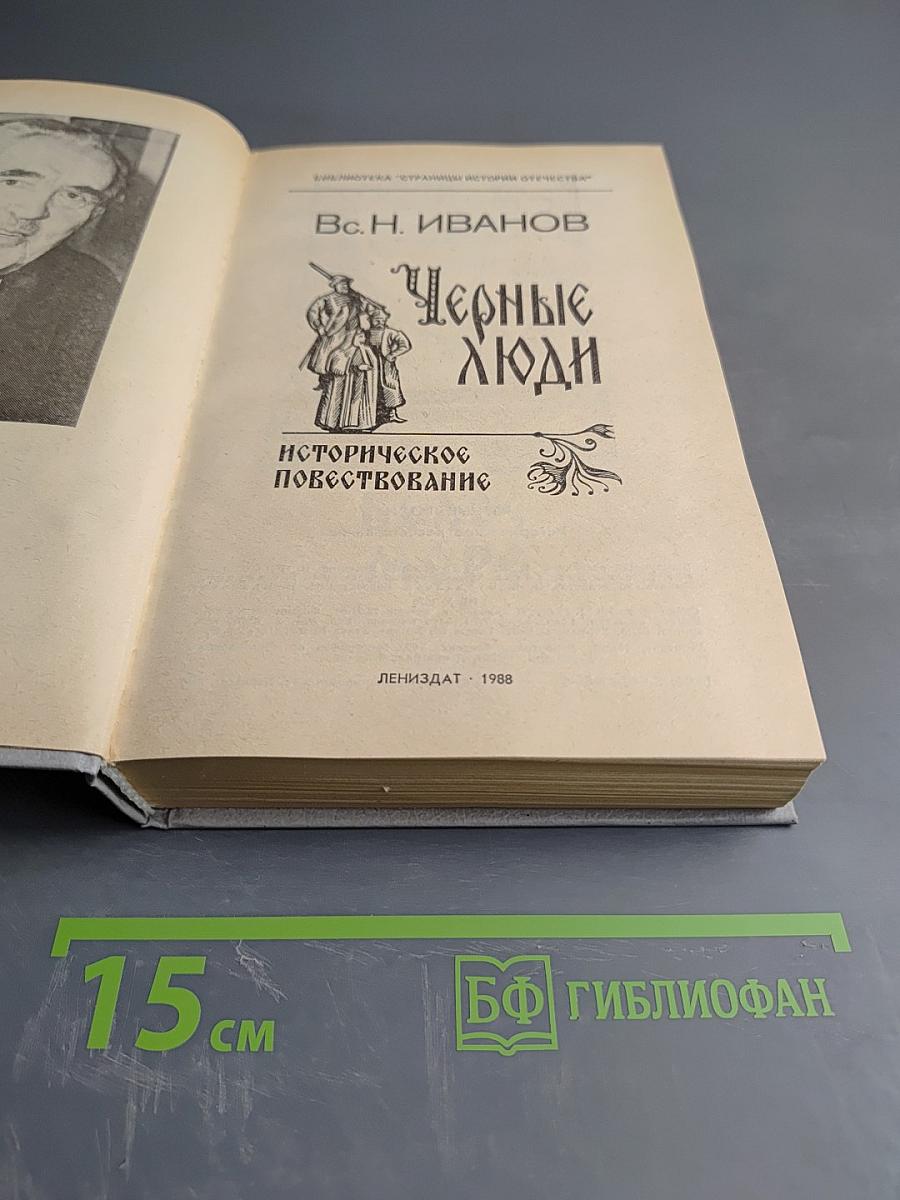 БИБЛИОТЕКА "СТРАНИЦЫ ИСТОРИИ ОТЕЧЕСТВА"
Вс. Н. ИВАНОВ
Черные
люди
ИСТОРИЧЕСКОЕ
ПОВЕСТВОВАНИЕ
ЛЕНИЗДАТ · 1988
15 см
БФ ГИБЛИОФАН